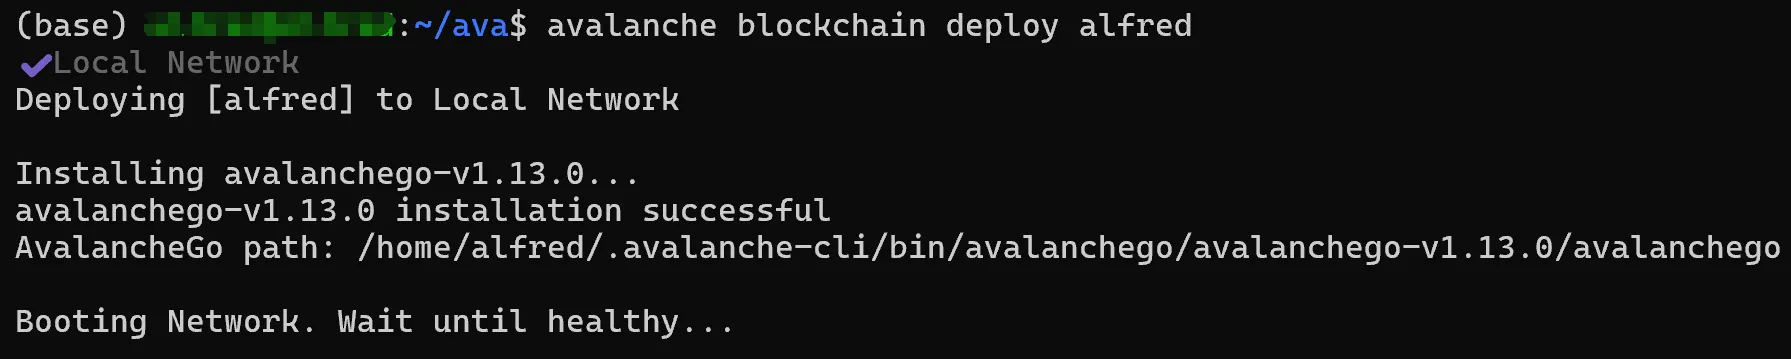 (base) :~/ava$ avalanche blockchain deploy alfred
✔Local Network
Deploying [alfred] to Local Network
Installing avalanchego-v1.13.0...
avalanchego-v1.13.0 installation successful
AvalancheGo path: /home/alfred/.avalanche-cli/bin/avalanchego/avalanchego-v1.13.0/avalanchego
Booting Network. Wait until healthy...